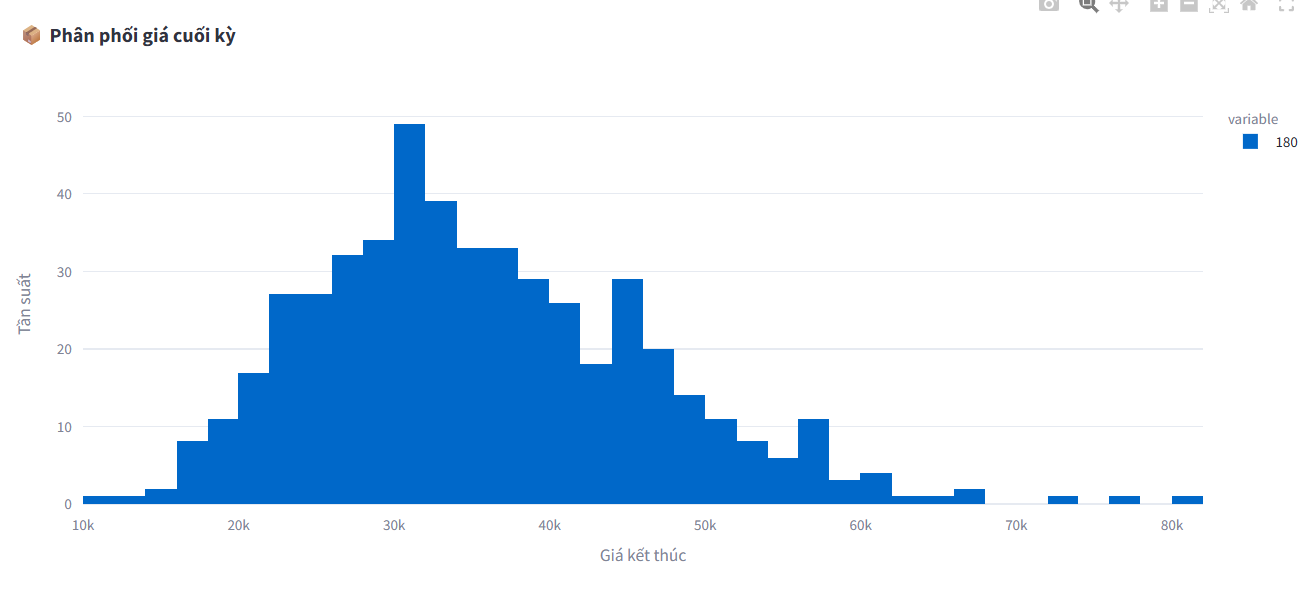 📦 Phân phối giá cuối kỳ
50
40
30
20
10
0
Tần suất
10k 20k 30k 40k 50k 60k 70k 80k
Giá kết thúc
variable
180